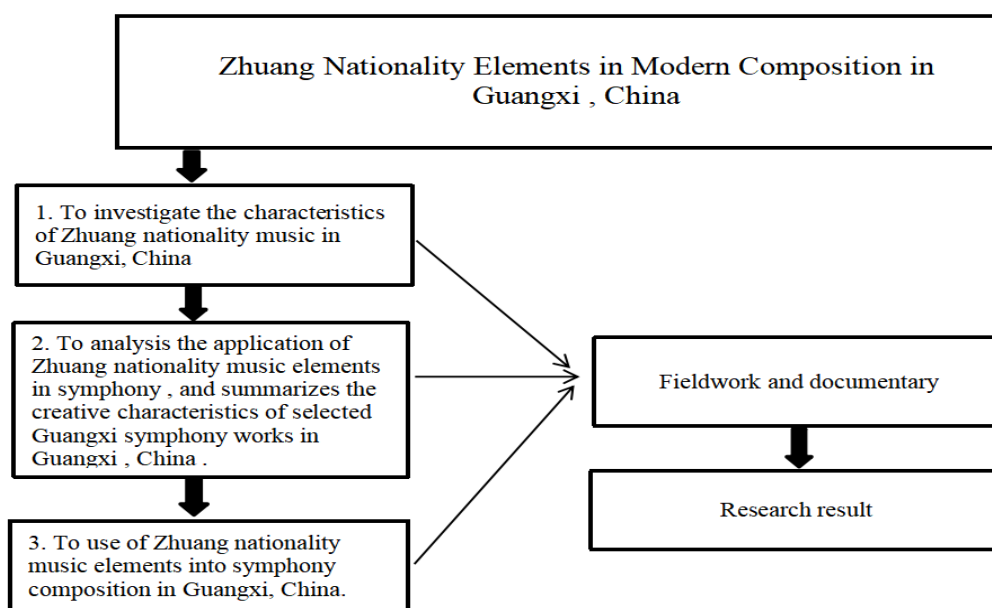 Zhuang Nationality Elements in Modern Composition in
Guangxi , China
1. To investigate the characteristics
of Zhuang nationality music in
Guangxi, China
2. To analysis the application of
Zhuang nationality music elements
in symphony , and summarizes the
creative characteristics of selected
Guangxi symphony works in
Guangxi , China .
3. To use of Zhuang nationality
music elements into symphony
composition in Guangxi, China.
Fieldwork and documentary
Research result